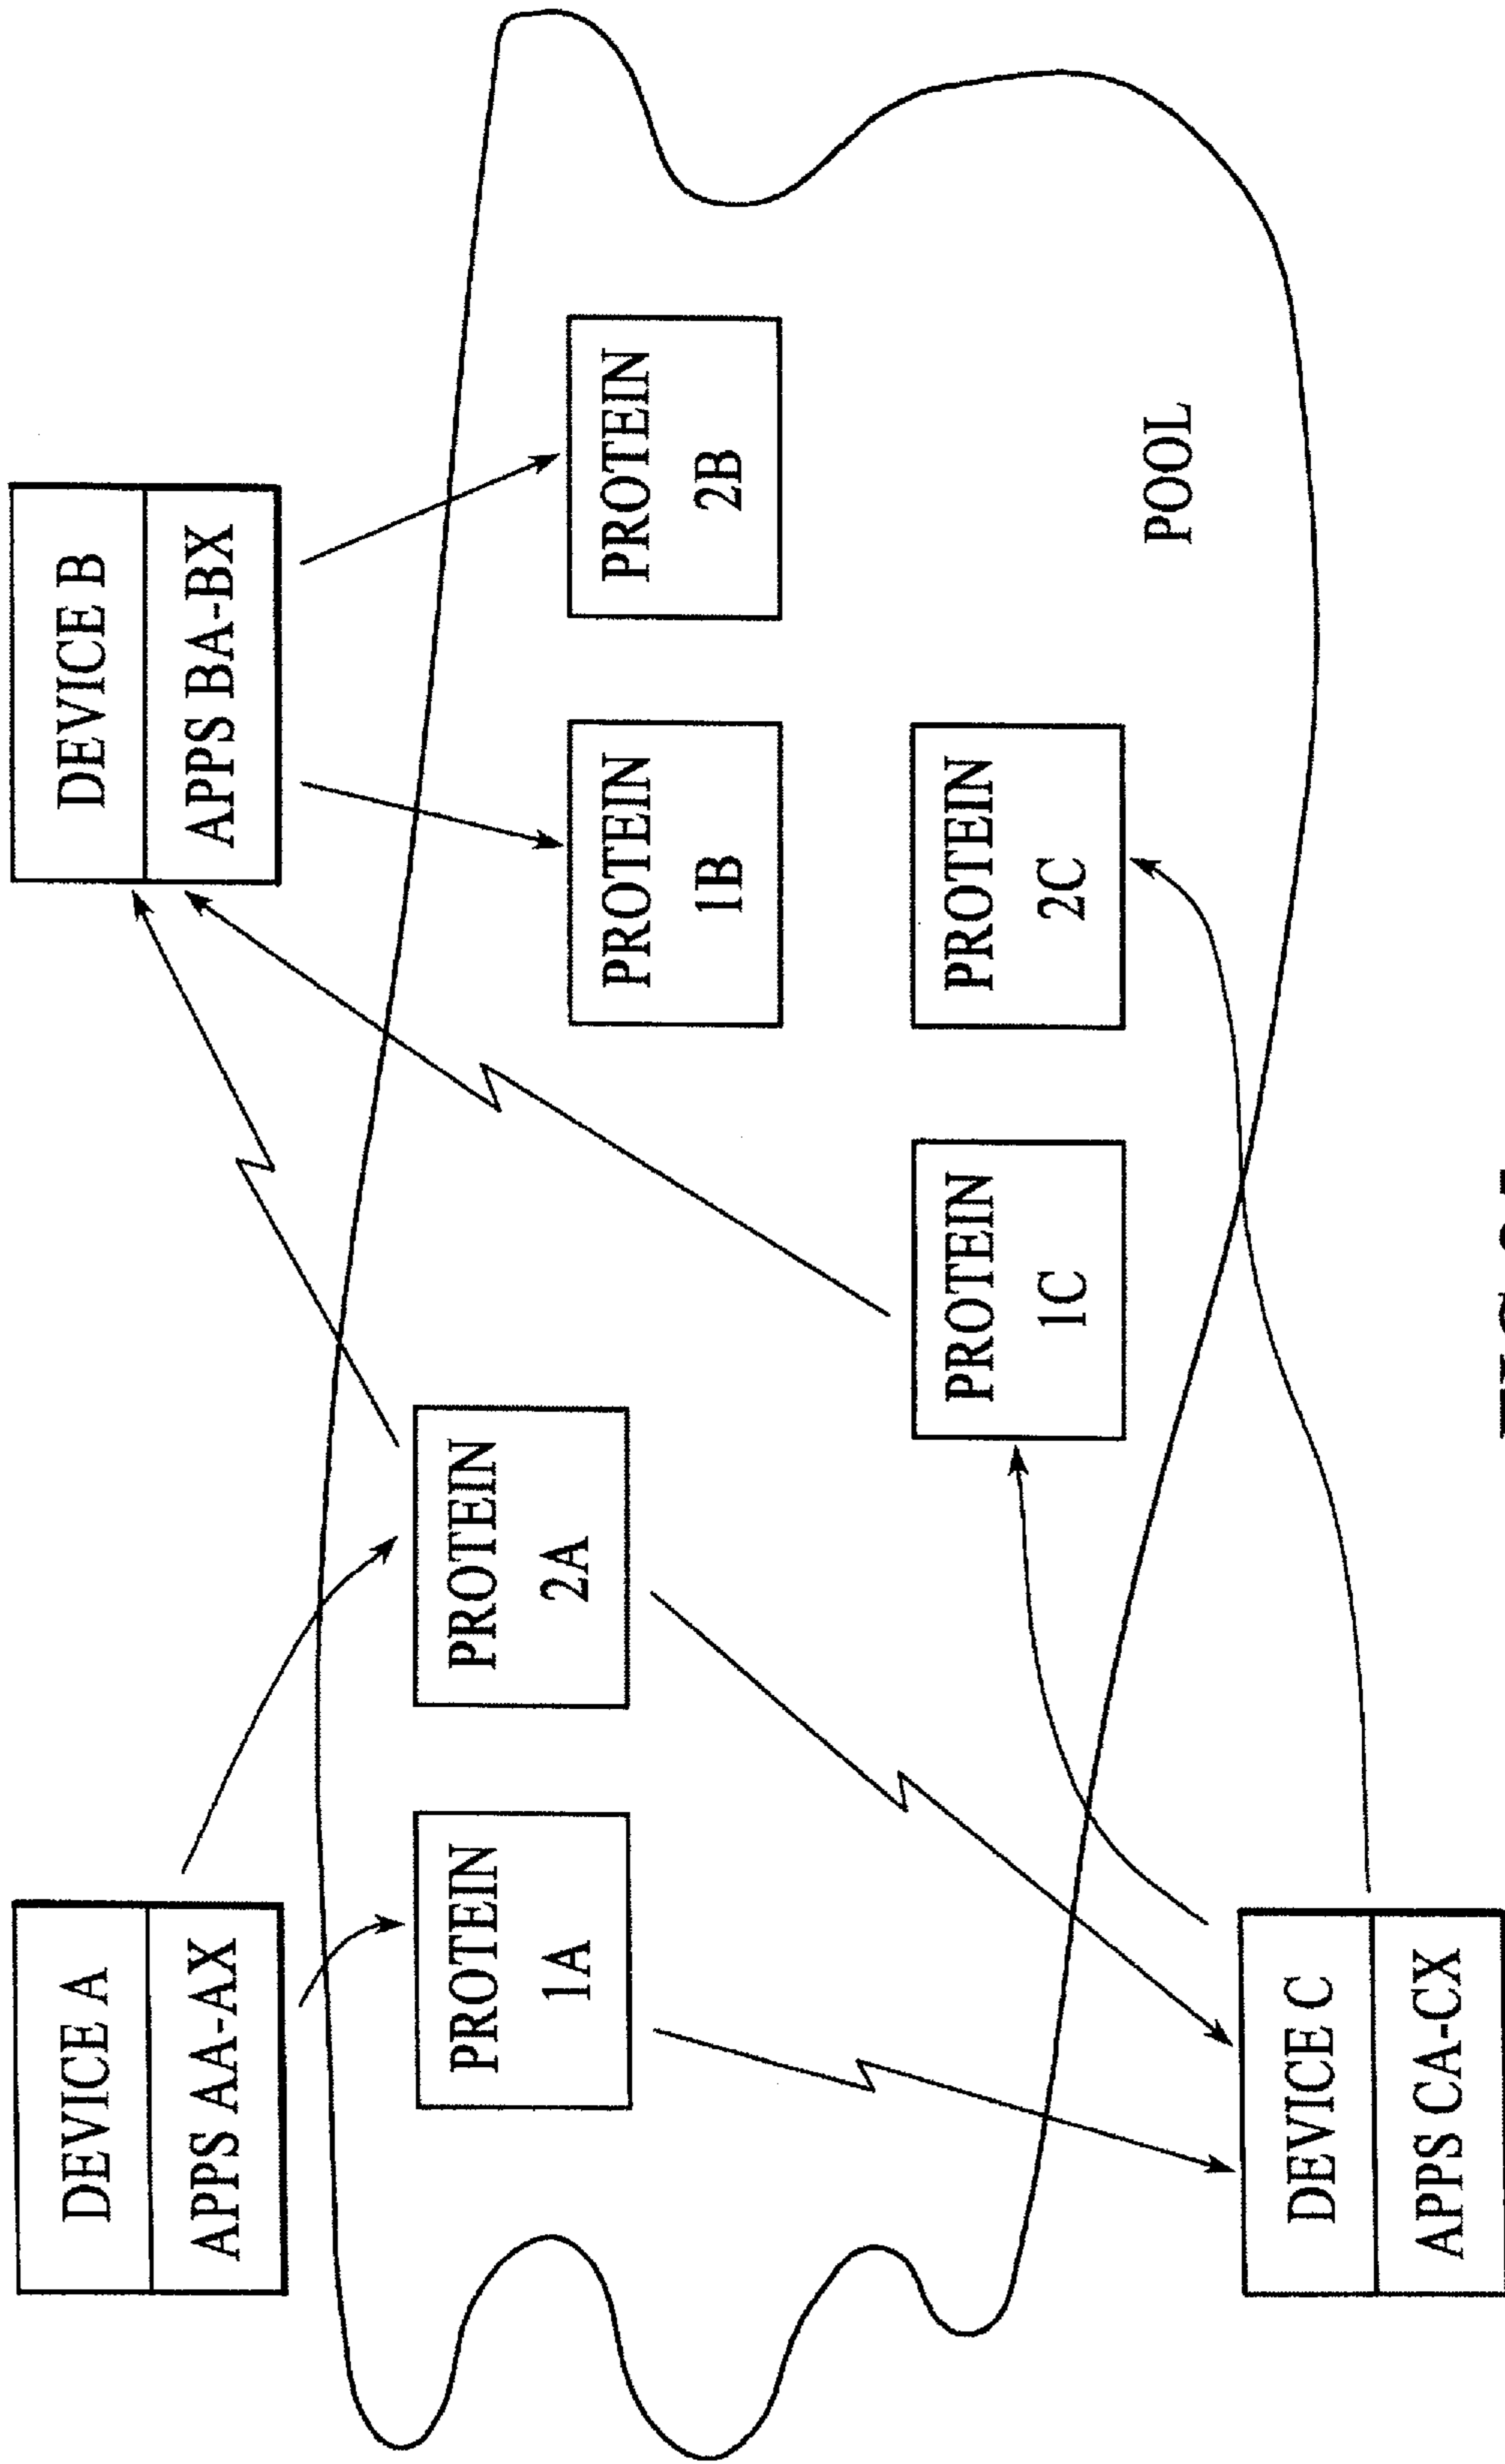 DEVICE A
APPS AA-AX
DEVICE B
APPS BA-BX
PROTEIN
1A
PROTEIN
2A
PROTEIN
1B
PROTEIN
2B
PROTEIN
1C
PROTEIN
2C
POOL
DEVICE C
APPS CA-CX